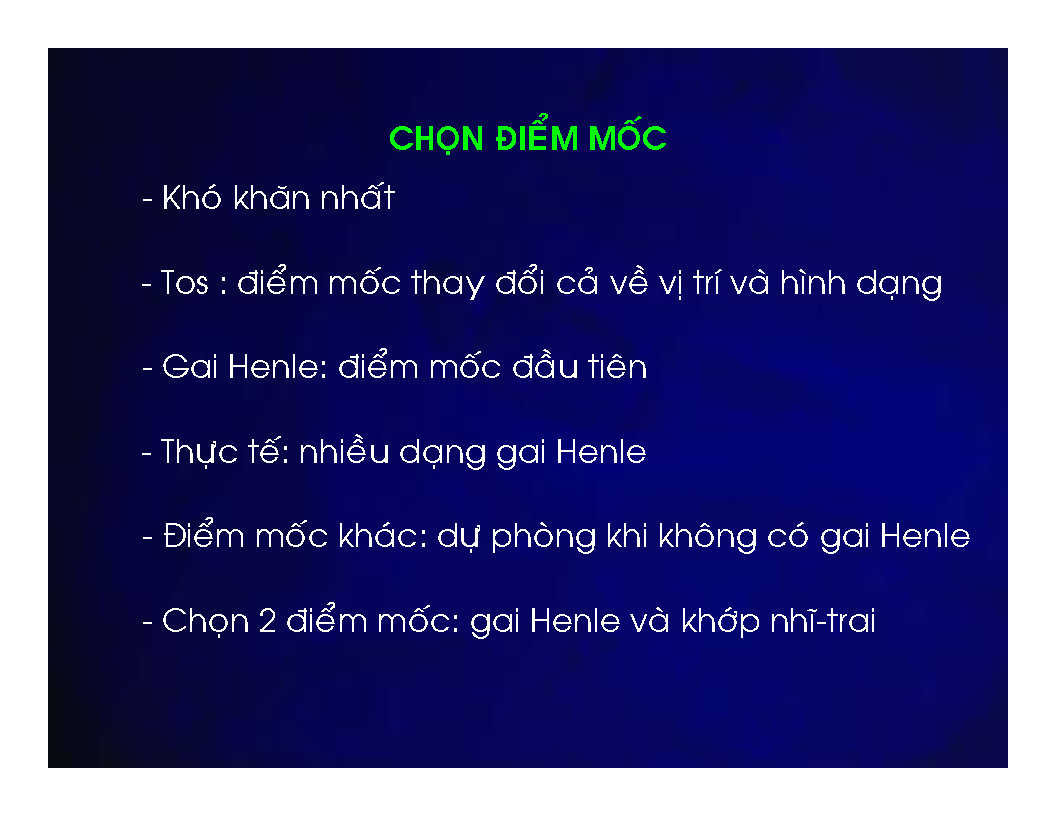 CHỌN ĐIỂM MỐC
- Khó khăn nhất
- Tos : điểm mốc thay đổi cả về vị trí và hình dạng
- Gai Henle: điểm mốc đầu tiên
- Thực tế: nhiều dạng gai Henle
- Điểm mốc khác: dự phòng khi không có gai Henle
- Chọn 2 điểm mốc: gai Henle và khớp nhĩ-trai